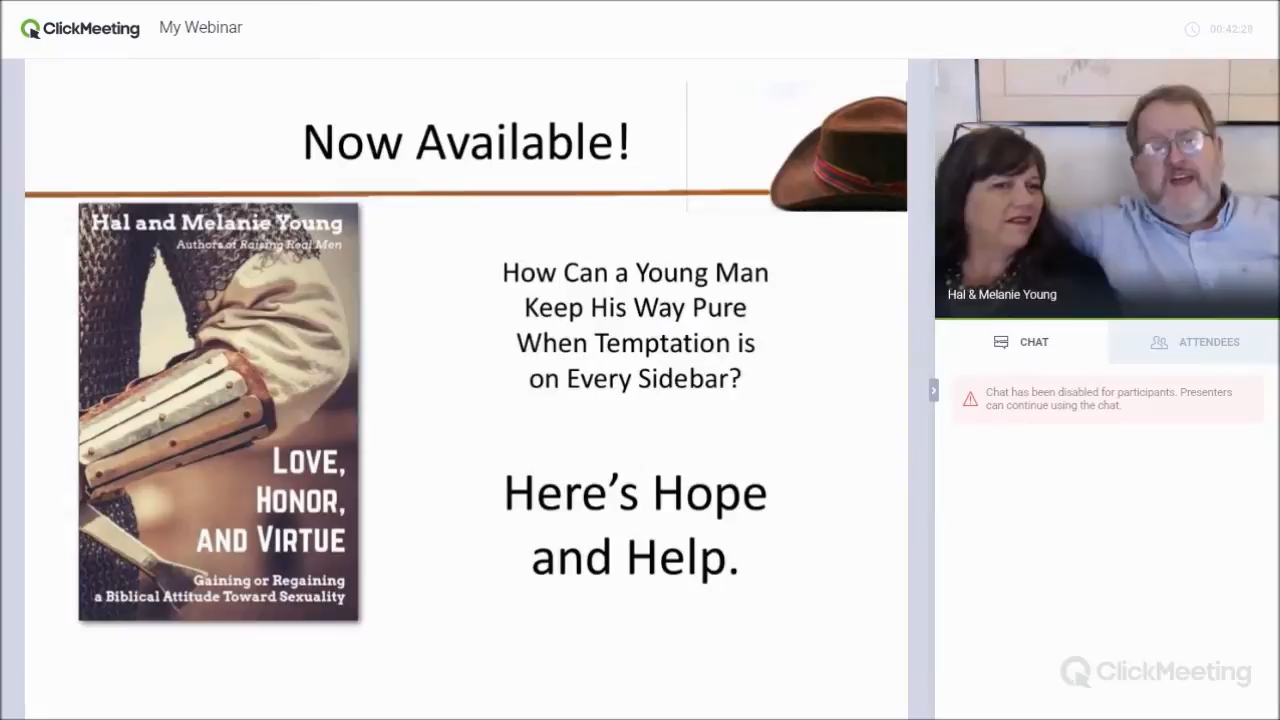 ClickMeeting
My Webinar
00:42:28
Now Available!
Hal and Melanie Young
Authors of Raising Real Men
LOVE,
HONOR,
AND VIRTUE
Gaining or Regaining
a Biblical Attitude Toward Sexuality
How Can a Young Man
Keep His Way Pure
When Temptation is
on Every Sidebar?
Here's Hope
and Help.
Hal & Melanie Young
CHAT
ATTENDEES
Chat has been disabled for participants. Presenters
can continue using the chat.
ClickMeeting